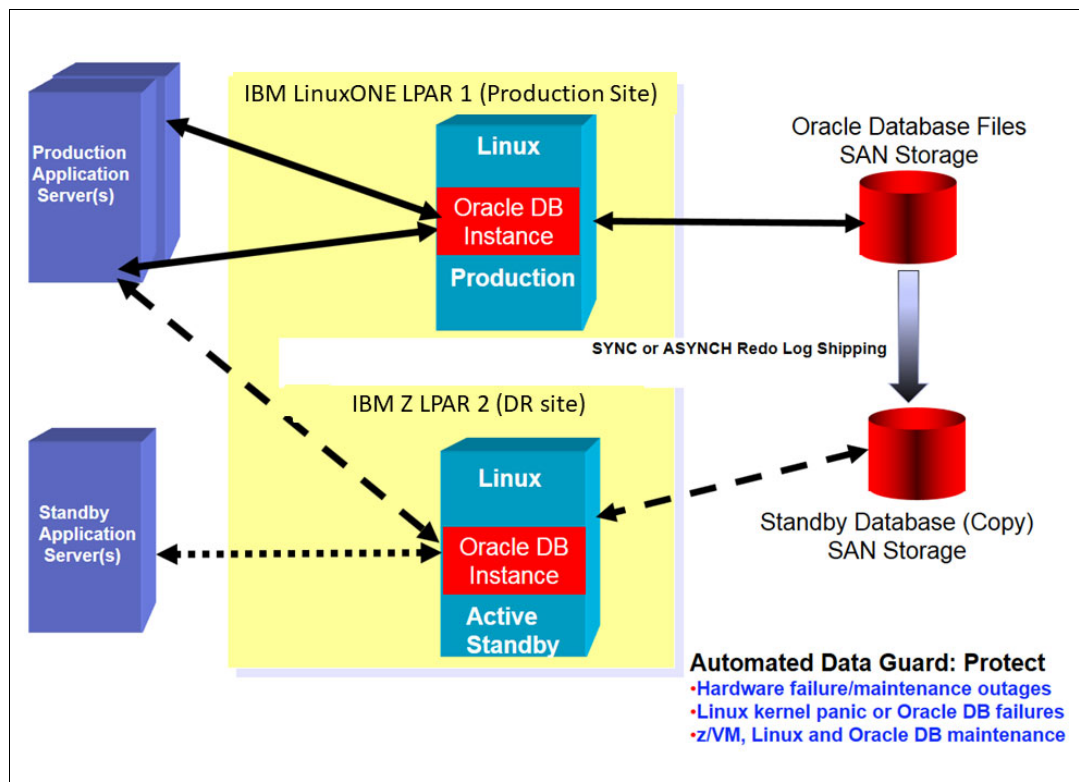 IBM LinuxONE LPAR 1 (Production Site)
Production
Application
Server(s)
Linux
Oracle DB
Instance
Production
Oracle Database Files
SAN Storage
SYNC or ASYNCH Redo Log Shipping
IBM Z LPAR 2 (DR site)
Standby
Application
Server(s)
Linux
Oracle DB
Instance
Active
Standby
Standby Database (Copy)
SAN Storage
Automated Data Guard: Protect
•Hardware failure/maintenance outages
•Linux kernel panic or Oracle DB failures
•z/VM, Linux and Oracle DB maintenance